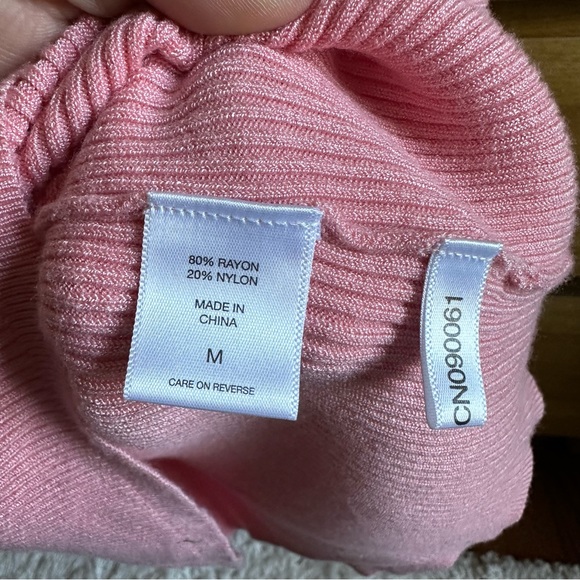 80% RAYON
20% NYLON
MADE IN
CHINA
M
CARE ON REVERSE
CN090061